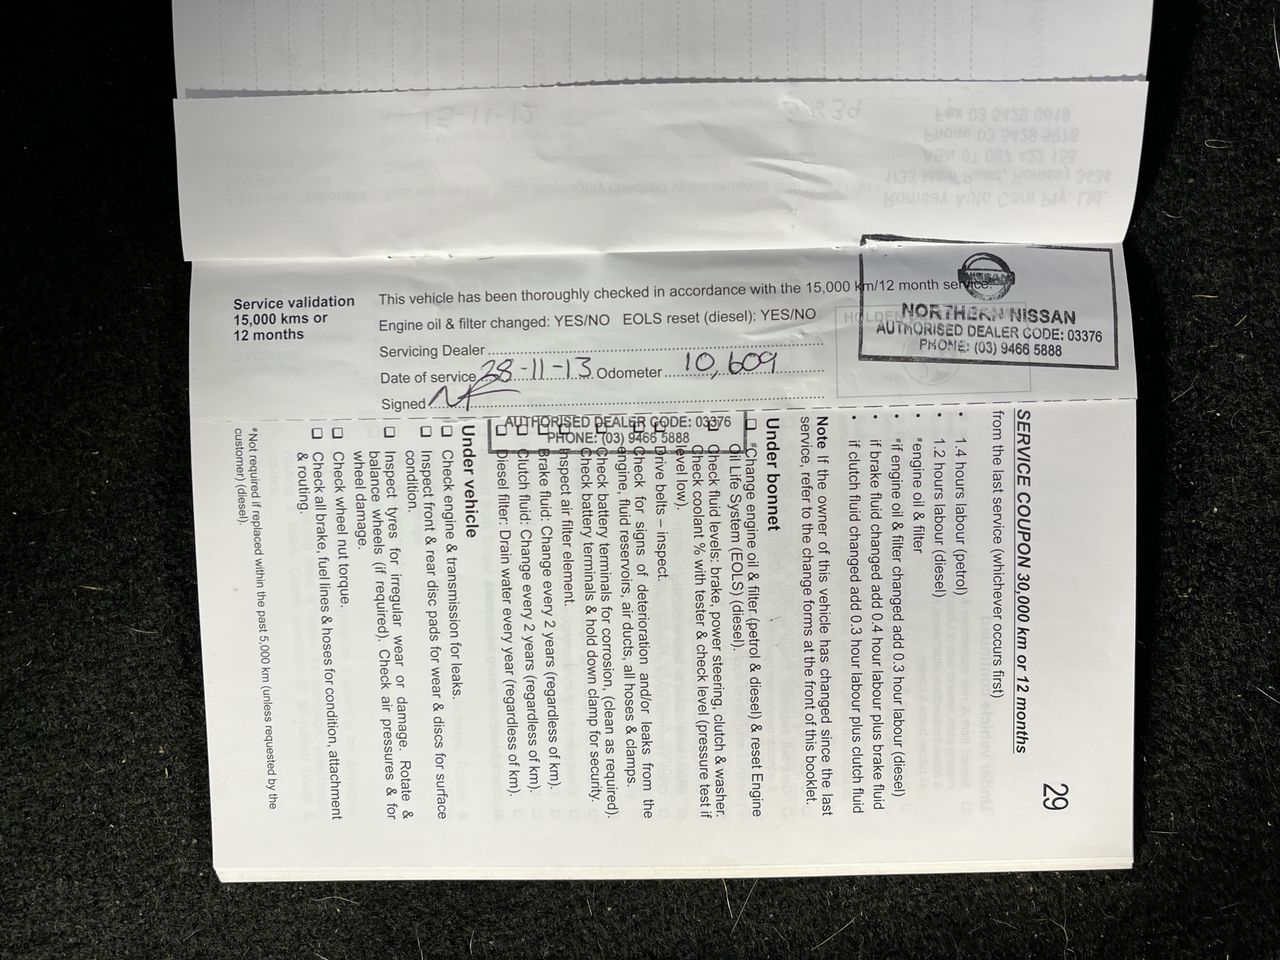 Service validation
15,000 kms or
12 months
This vehicle has been thoroughly checked in accordance with the 15,000 km/12 month service.
Engine oil & filter changed: YES/NO EOLS reset (diesel): YES/NO
Servicing Dealer
Date of service 28-11-13 Odometer 10,609
Signed
NISSAN
NORTHERN NISSAN
AUTHORISED DEALER CODE: 03376
PHONE: (03) 9466 5888
HOLDEN
AUTHORISED DEALER CODE: 03376
PHONE: (03) 9466 5888
29
SERVICE COUPON 30,000 km or 12 months
from the last service (whichever occurs first)
• 1.4 hours labour (petrol)
• 1.2 hours labour (diesel)
*engine oil & filter
• *if engine oil & filter changed add 0.3 hour labour (diesel)
• if brake fluid changed add 0.4 hour labour plus brake fluid
• if clutch fluid changed add 0.3 hour labour plus clutch fluid
Note If the owner of this vehicle has changed since the last
service, refer to the change forms at the front of this booklet.
Under bonnet
*Change engine oil & filter (petrol & diesel) & reset Engine
Oil Life System (EOLS) (diesel).
Check fluid levels: brake, power steering, clutch & washer.
Check coolant % with tester & check level (pressure test if
level low).
Drive belts – inspect.
Check for signs of deterioration and/or leaks from the
engine, fluid reservoirs, air ducts, all hoses & clamps.
Check battery terminals for corrosion, (clean as required).
Check battery terminals & hold down clamp for security.
Inspect air filter element.
Brake fluid: Change every 2 years (regardless of km).
Clutch fluid: Change every 2 years (regardless of km).
Diesel filter: Drain water every year (regardless of km).
Under vehicle
Check engine & transmission for leaks.
Inspect front & rear disc pads for wear & discs for surface
condition.
Inspect tyres for irregular wear or damage. Rotate &
balance wheels (if required). Check air pressures & for
wheel damage.
Check wheel nut torque.
Check all brake, fuel lines & hoses for condition, attachment
& routing.
*Not required if replaced within the past 5,000 km (unless requested by the
customer) (diesel).
15-11-12
Romsey Auto Care Pty. Ltd.